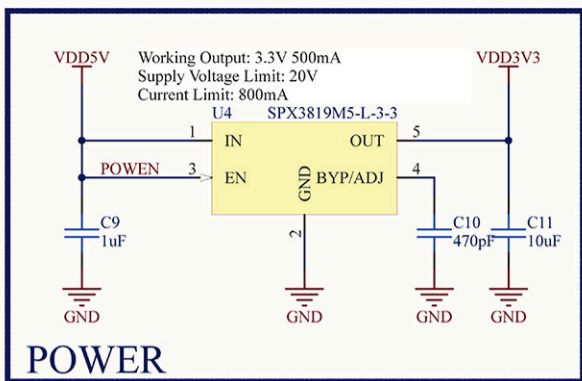 VDD5V
Working Output: 3.3V 500mA
Supply Voltage Limit: 20V
Current Limit: 800mA
VDD3V3
U4 SPX3819M5-L-3-3
1 IN OUT 5
POWEN 3 EN BYP/ADJ 4
GND
2
C9
1uF
C10
470pF
C11
10uF
GND GND GND GND
POWER